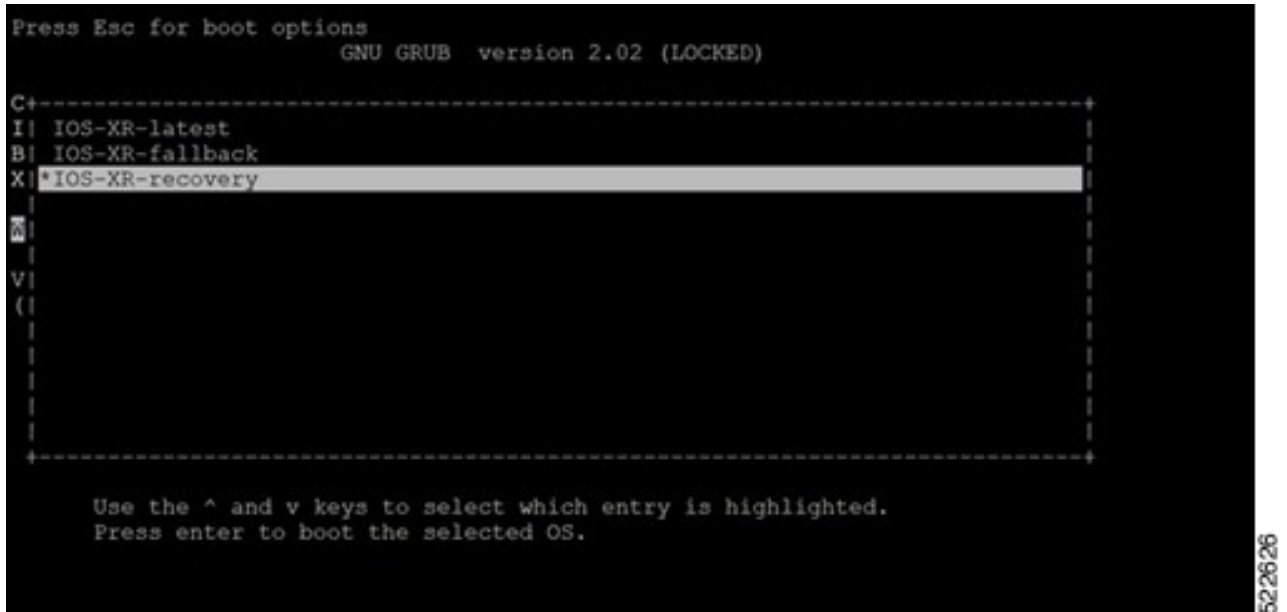 Press Esc for boot options
GNU GRUB version 2.02 (LOCKED)
C+----------------------------------------------------------------------------+
I| IOS-XR-latest |
B| IOS-XR-fallback |
X|*IOS-XR-recovery |
W|
V|
(|
+----------------------------------------------------------------------------+
Use the ^ and v keys to select which entry is highlighted.
Press enter to boot the selected OS.
522626